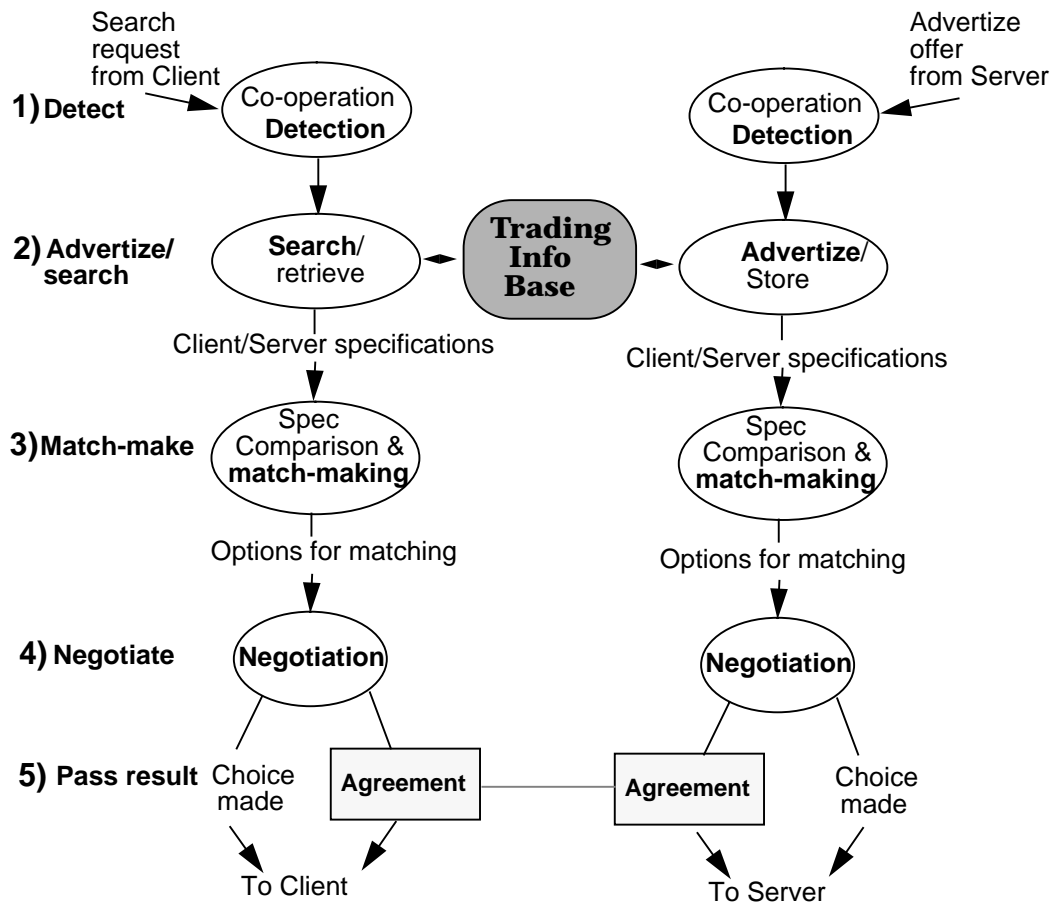 Search
request
from Client
Advertize
offer
from Server
1) Detect
Co-operation
Detection
Co-operation
Detection
2) Advertize/
search
Search/
retrieve
Trading
Info
Base
Advertize/
Store
Client/Server specifications
Client/Server specifications
3) Match-make
Spec
Comparison &
match-making
Spec
Comparison &
match-making
Options for matching
Options for matching
4) Negotiate
Negotiation
Negotiation
5) Pass result
Choice
made
Agreement
Agreement
Choice
made
To Client
To Server